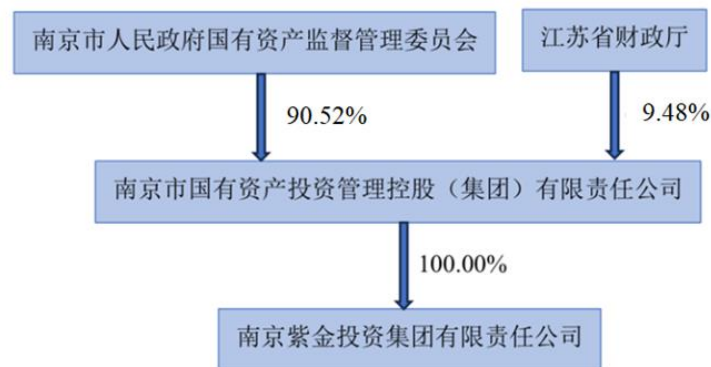 南京市人民政府国有资产监督管理委员会
江苏省财政厅
90.52%
9.48%
南京市国有资产投资管理控股（集团）有限责任公司
100.00%
南京紫金投资集团有限责任公司